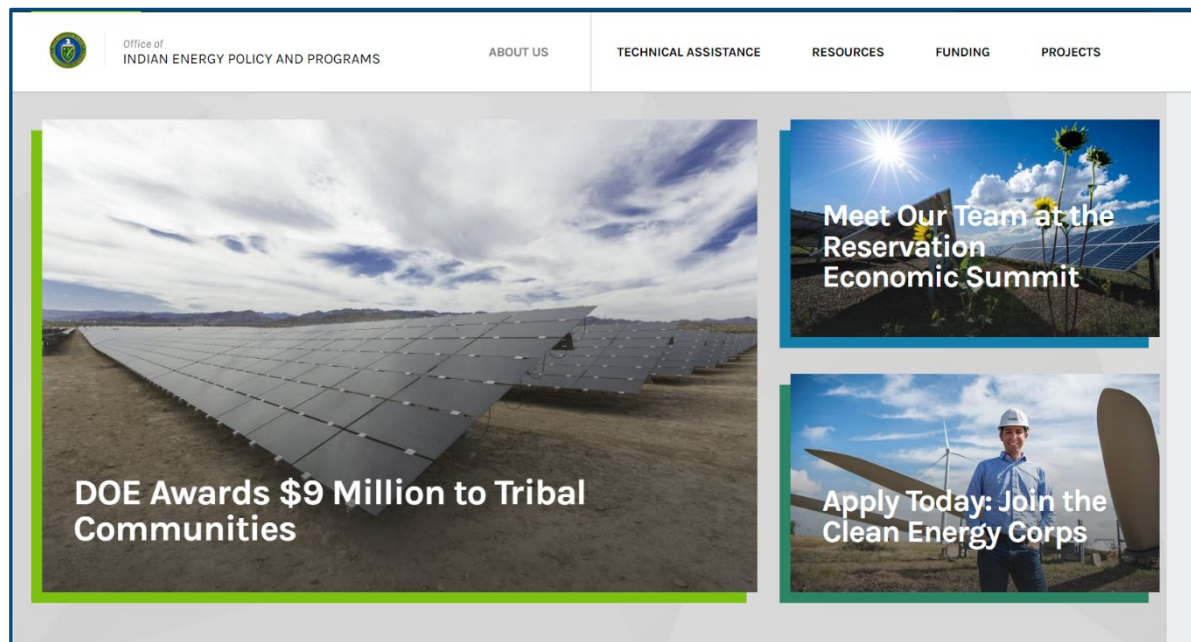 Office of
INDIAN ENERGY POLICY AND PROGRAMS
ABOUT US
TECHNICAL ASSISTANCE
RESOURCES
FUNDING
PROJECTS
DOE Awards $9 Million to Tribal
Communities
Meet Our Team at the
Reservation
Economic Summit
Apply Today: Join the
Clean Energy Corps